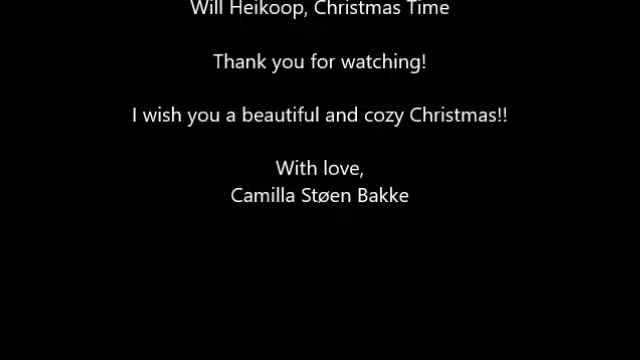 Will Heikoop, Christmas Time
Thank you for watching!
I wish you a beautiful and cozy Christmas!!
With love,
Camilla Støen Bakke